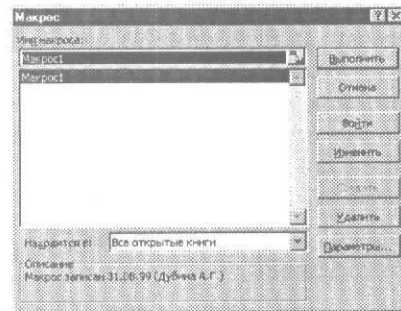 Макрос
Имя макроса:
Макрос1
Макрос1
Выполнить
Отмена
Войти
Изменить
Создать
Удалить
Параметры...
Находится в:
Все открытые книги
Описание
Макрос записан 31.08.99 (Дубина А.Г.)